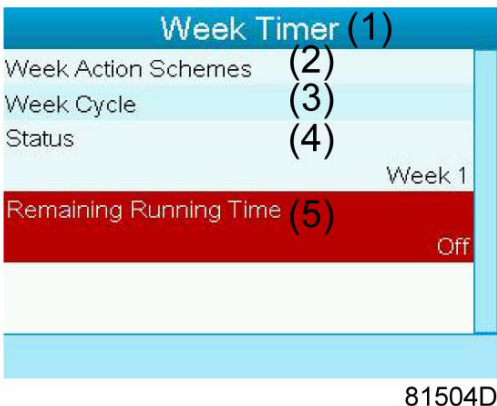 Week Timer (1)
Week Action Schemes (2)
Week Cycle (3)
Status (4)
Week 1
Remaining Running Time (5)
Off
81504D